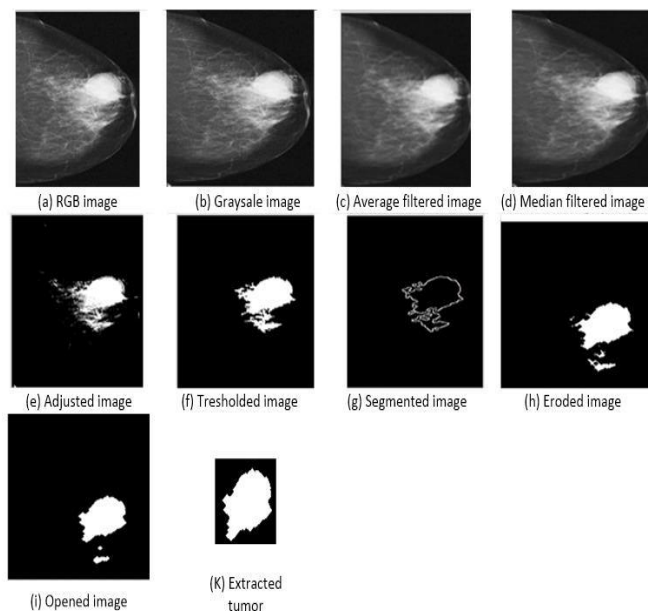 (a) RGB image
(b) Graysale image
(c) Average filtered image
(d) Median filtered image
(e) Adjusted image
(f) Tresholded image
(g) Segmented image
(h) Eroded image
(i) Opened image
(K) Extracted
tumor